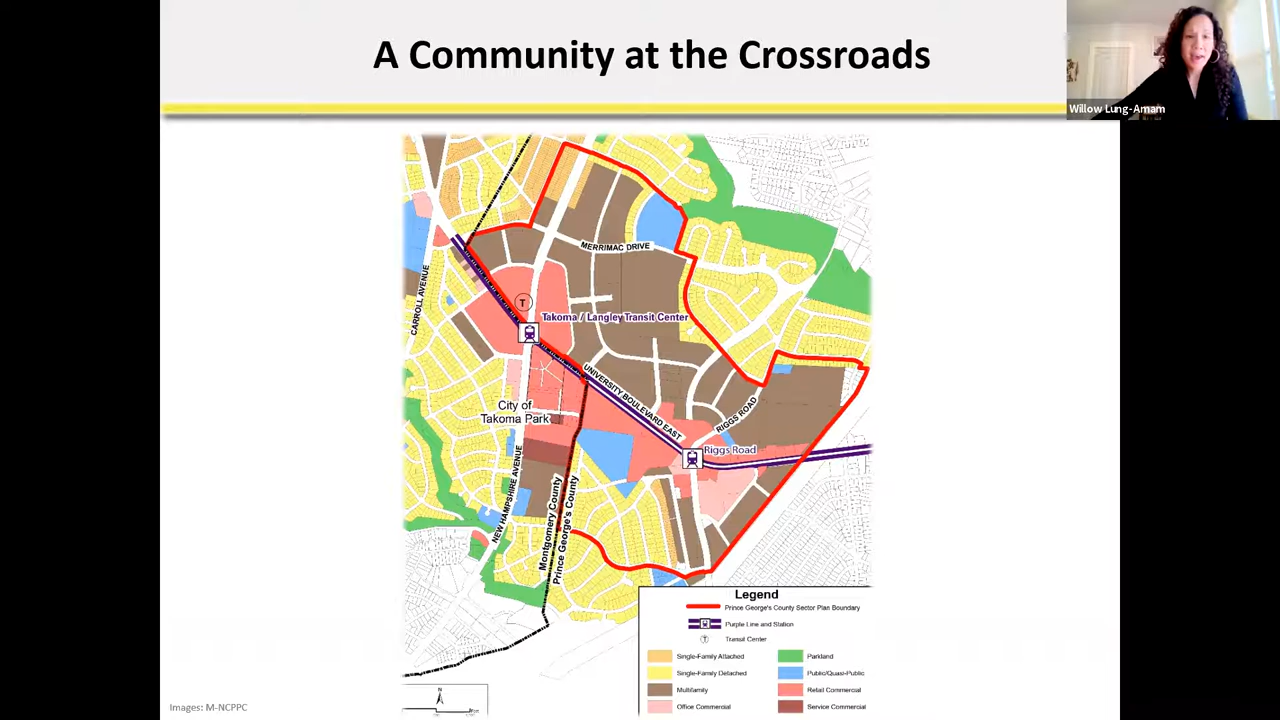 A Community at the Crossroads
Willow Lung-Amam
MERRIMAC DRIVE
CARROLL AVENUE
T
Takoma / Langley Transit Center
UNIVERSITY BOULEVARD EAST
City of
Takoma Park
RIGGS ROAD
Riggs Road
NEW HAMPSHIRE AVENUE
Montgomery County
Prince George's County
Legend
Prince George's County Sector Plan Boundary
Purple Line and Station
T
Transit Center
Single-Family Attached
Parkland
Single-Family Detached
Public/Quasi-Public
Multifamily
Retail Commercial
Office Commercial
Service Commercial
N
Images: M-NCPPC